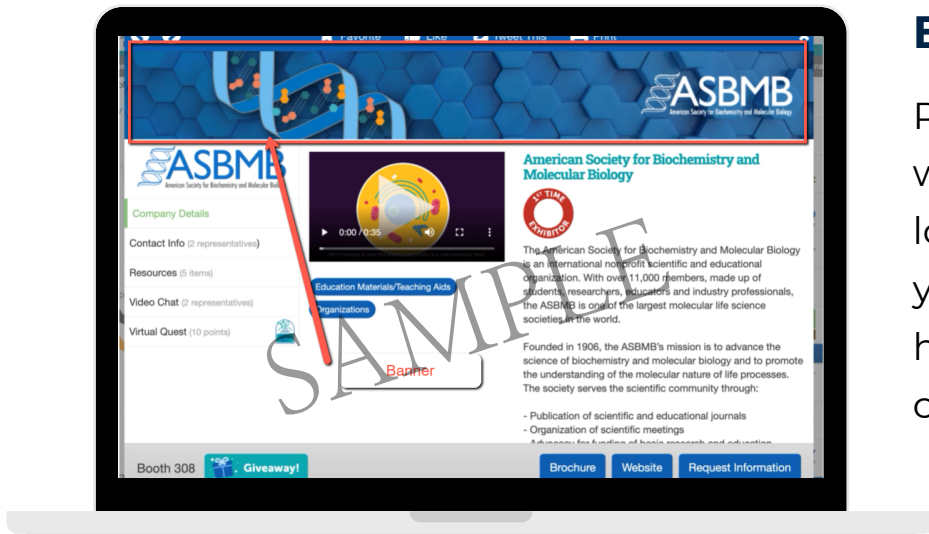 Favorite Like Tweet This Print
ASBMB
American Society for Biochemistry and Molecular Biology
ASBMB
American Society for Biochemistry and Molecular Biology
Company Details
Contact Info (2 representatives)
Resources (5 items)
Video Chat (2 representatives)
Virtual Quest (10 points)
0:00 / 0:35
Education Materials/Teaching Aids
Organizations
Banner
American Society for Biochemistry and
Molecular Biology
1ST TIME
EXHIBITOR
The American Society for Biochemistry and Molecular Biology
is an international nonprofit scientific and educational
organization. With over 11,000 members, made up of
students, researchers, educators and industry professionals,
the ASBMB is one of the largest molecular life science
societies in the world.
Founded in 1906, the ASBMB's mission is to advance the
science of biochemistry and molecular biology and to promote
the understanding of the molecular nature of life processes.
The society serves the scientific community through:
- Publication of scientific and educational journals
- Organization of scientific meetings
- Advocacy for funding of basic research and education
SAMPLE
Booth 308
Giveaway!
Brochure
Website
Request Information